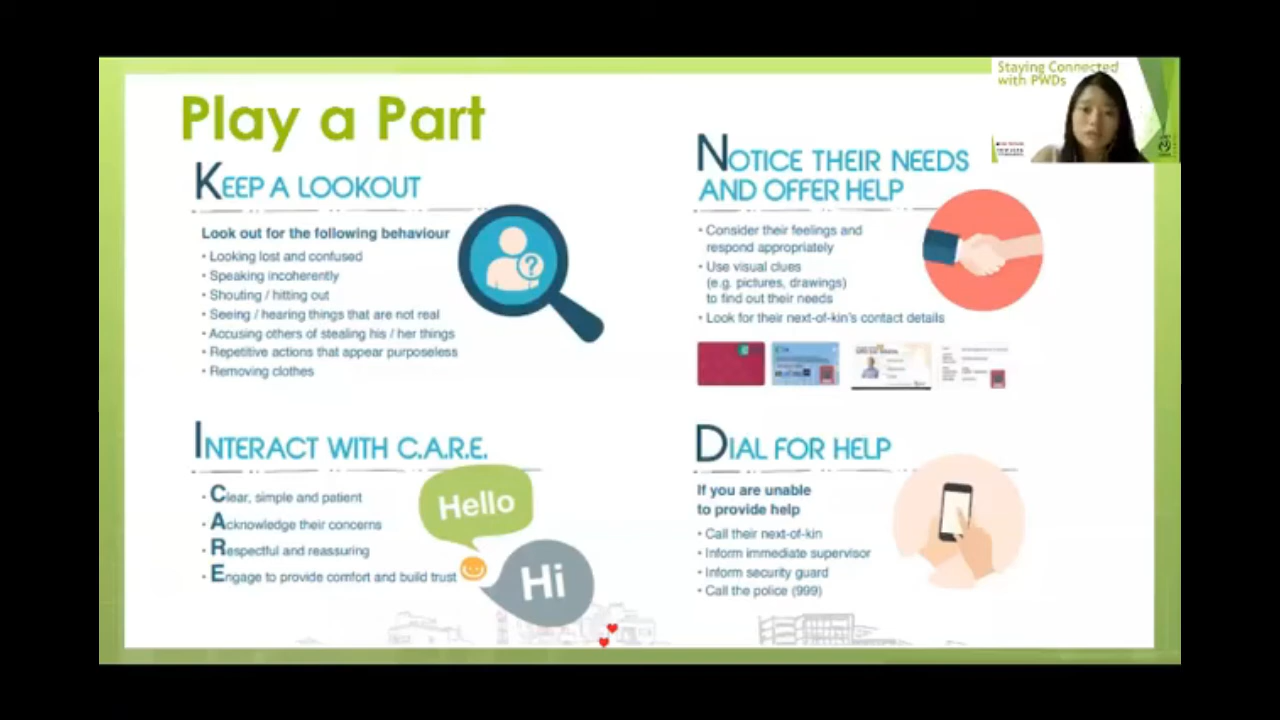 Staying Connected
with PWDs
Play a Part
KEEP A LOOKOUT
Look out for the following behaviour
• Looking lost and confused
• Speaking incoherently
• Shouting / hitting out
• Seeing / hearing things that are not real
• Accusing others of stealing his / her things
• Repetitive actions that appear purposeless
• Removing clothes
NOTICE THEIR NEEDS
AND OFFER HELP
• Consider their feelings and
respond appropriately
• Use visual clues
(e.g. pictures, drawings)
to find out their needs
• Look for their next-of-kin's contact details
INTERACT WITH C.A.R.E.
• Clear, simple and patient
• Acknowledge their concerns
• Respectful and reassuring
• Engage to provide comfort and build trust
Hello
Hi
DIAL FOR HELP
If you are unable
to provide help
• Call their next-of-kin
• Inform immediate supervisor
• Inform security guard
• Call the police (999)